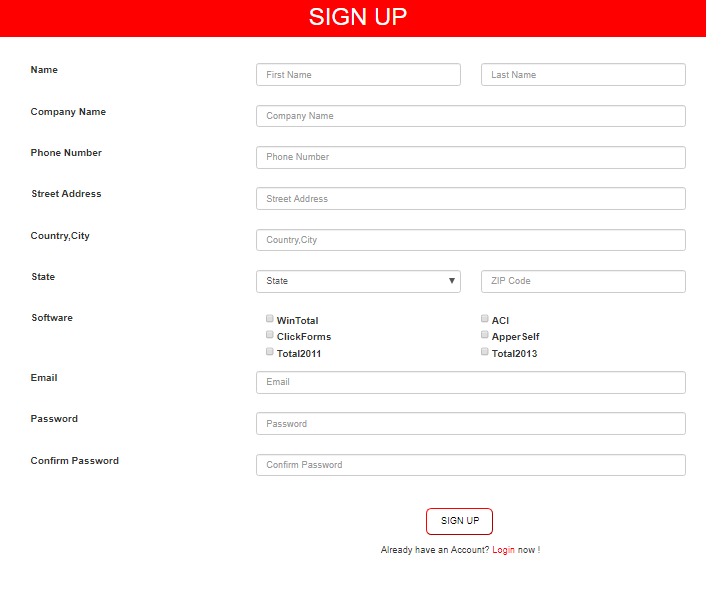 SIGN UP
Name First Name Last Name
Company Name Company Name
Phone Number Phone Number
Street Address Street Address
Country,City Country,City
State State ZIP Code
Software WinTotal ACI
ClickForms ApperSelf
Total2011 Total2013
Email Email
Password Password
Confirm Password Confirm Password
SIGN UP
Already have an Account? Login now !